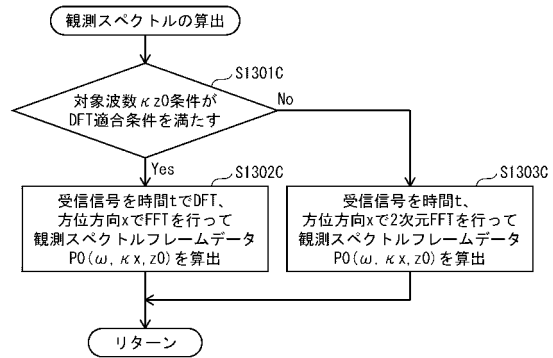 観測スペクトルの算出
S1301C
対象波数κz0条件が
DFT適合条件を満たす
No
Yes
S1302C
受信信号を時間tでDFT、
方位方向xでFFTを行って
観測スペクトルフレームデータ
P0(ω, κx, z0)を算出
S1303C
受信信号を時間t、
方位方向xで2次元FFTを行って
観測スペクトルフレームデータ
P0(ω, κx, z0)を算出
リターン